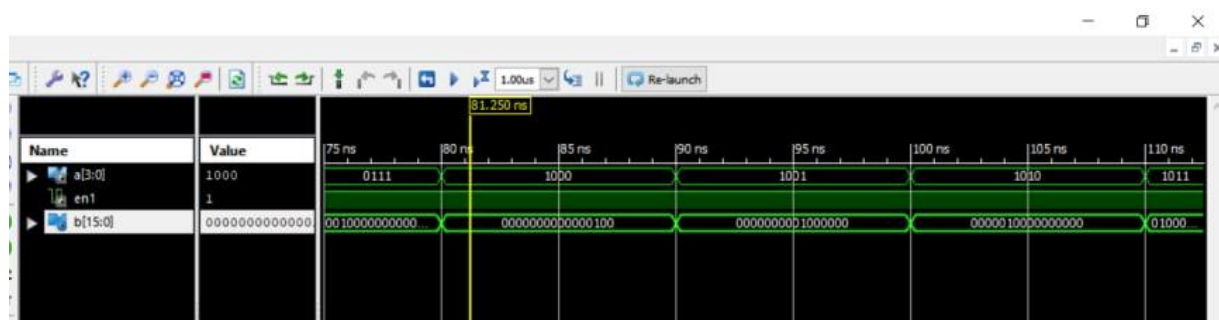 1.00us Re-launch
81.250 ns
Name Value 75 ns 80 ns 85 ns 90 ns 95 ns 100 ns 105 ns 110 ns
a[3:0] 1000 0111 1000 1001 1010 1011
en1 1
b[15:0] 0000000000000 0010000000000... 0000000000000100 0000000001000000 0000010000000000 01000...